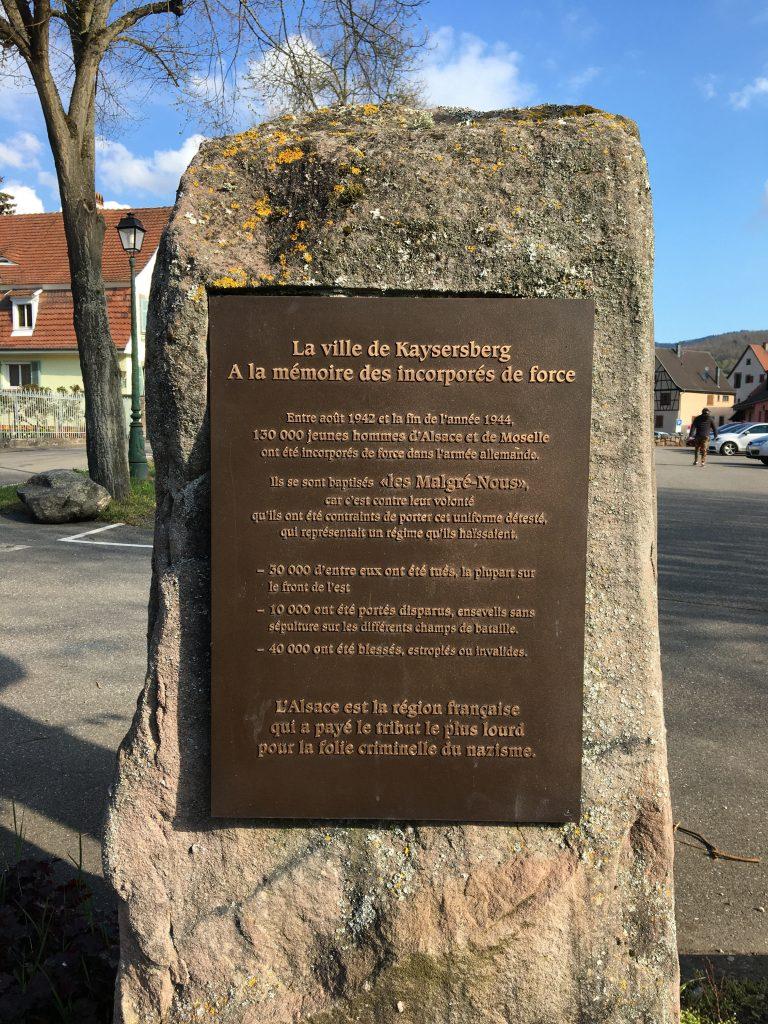 La ville de Kaysersberg
A la mémoire des incorporés de force
Entre août 1942 et la fin de l'année 1944,
130 000 jeunes hommes d'Alsace et de Moselle
ont été incorporés de force dans l'armée allemande.
Ils se sont baptisés «les Malgré-Nous»,
car c'est contre leur volonté
qu'ils ont été contraints de porter cet uniforme détesté,
qui représentait un régime qu'ils haïssaient.
– 30 000 d'entre eux ont été tués, la plupart sur
le front de l'est
– 10 000 ont été portés disparus, ensevelis sans
sépulture sur les différents champs de bataille.
– 40 000 ont été blessés, estropiés ou invalides.
L'Alsace est la région française
qui a payé le tribut le plus lourd
pour la folie criminelle du nazisme.